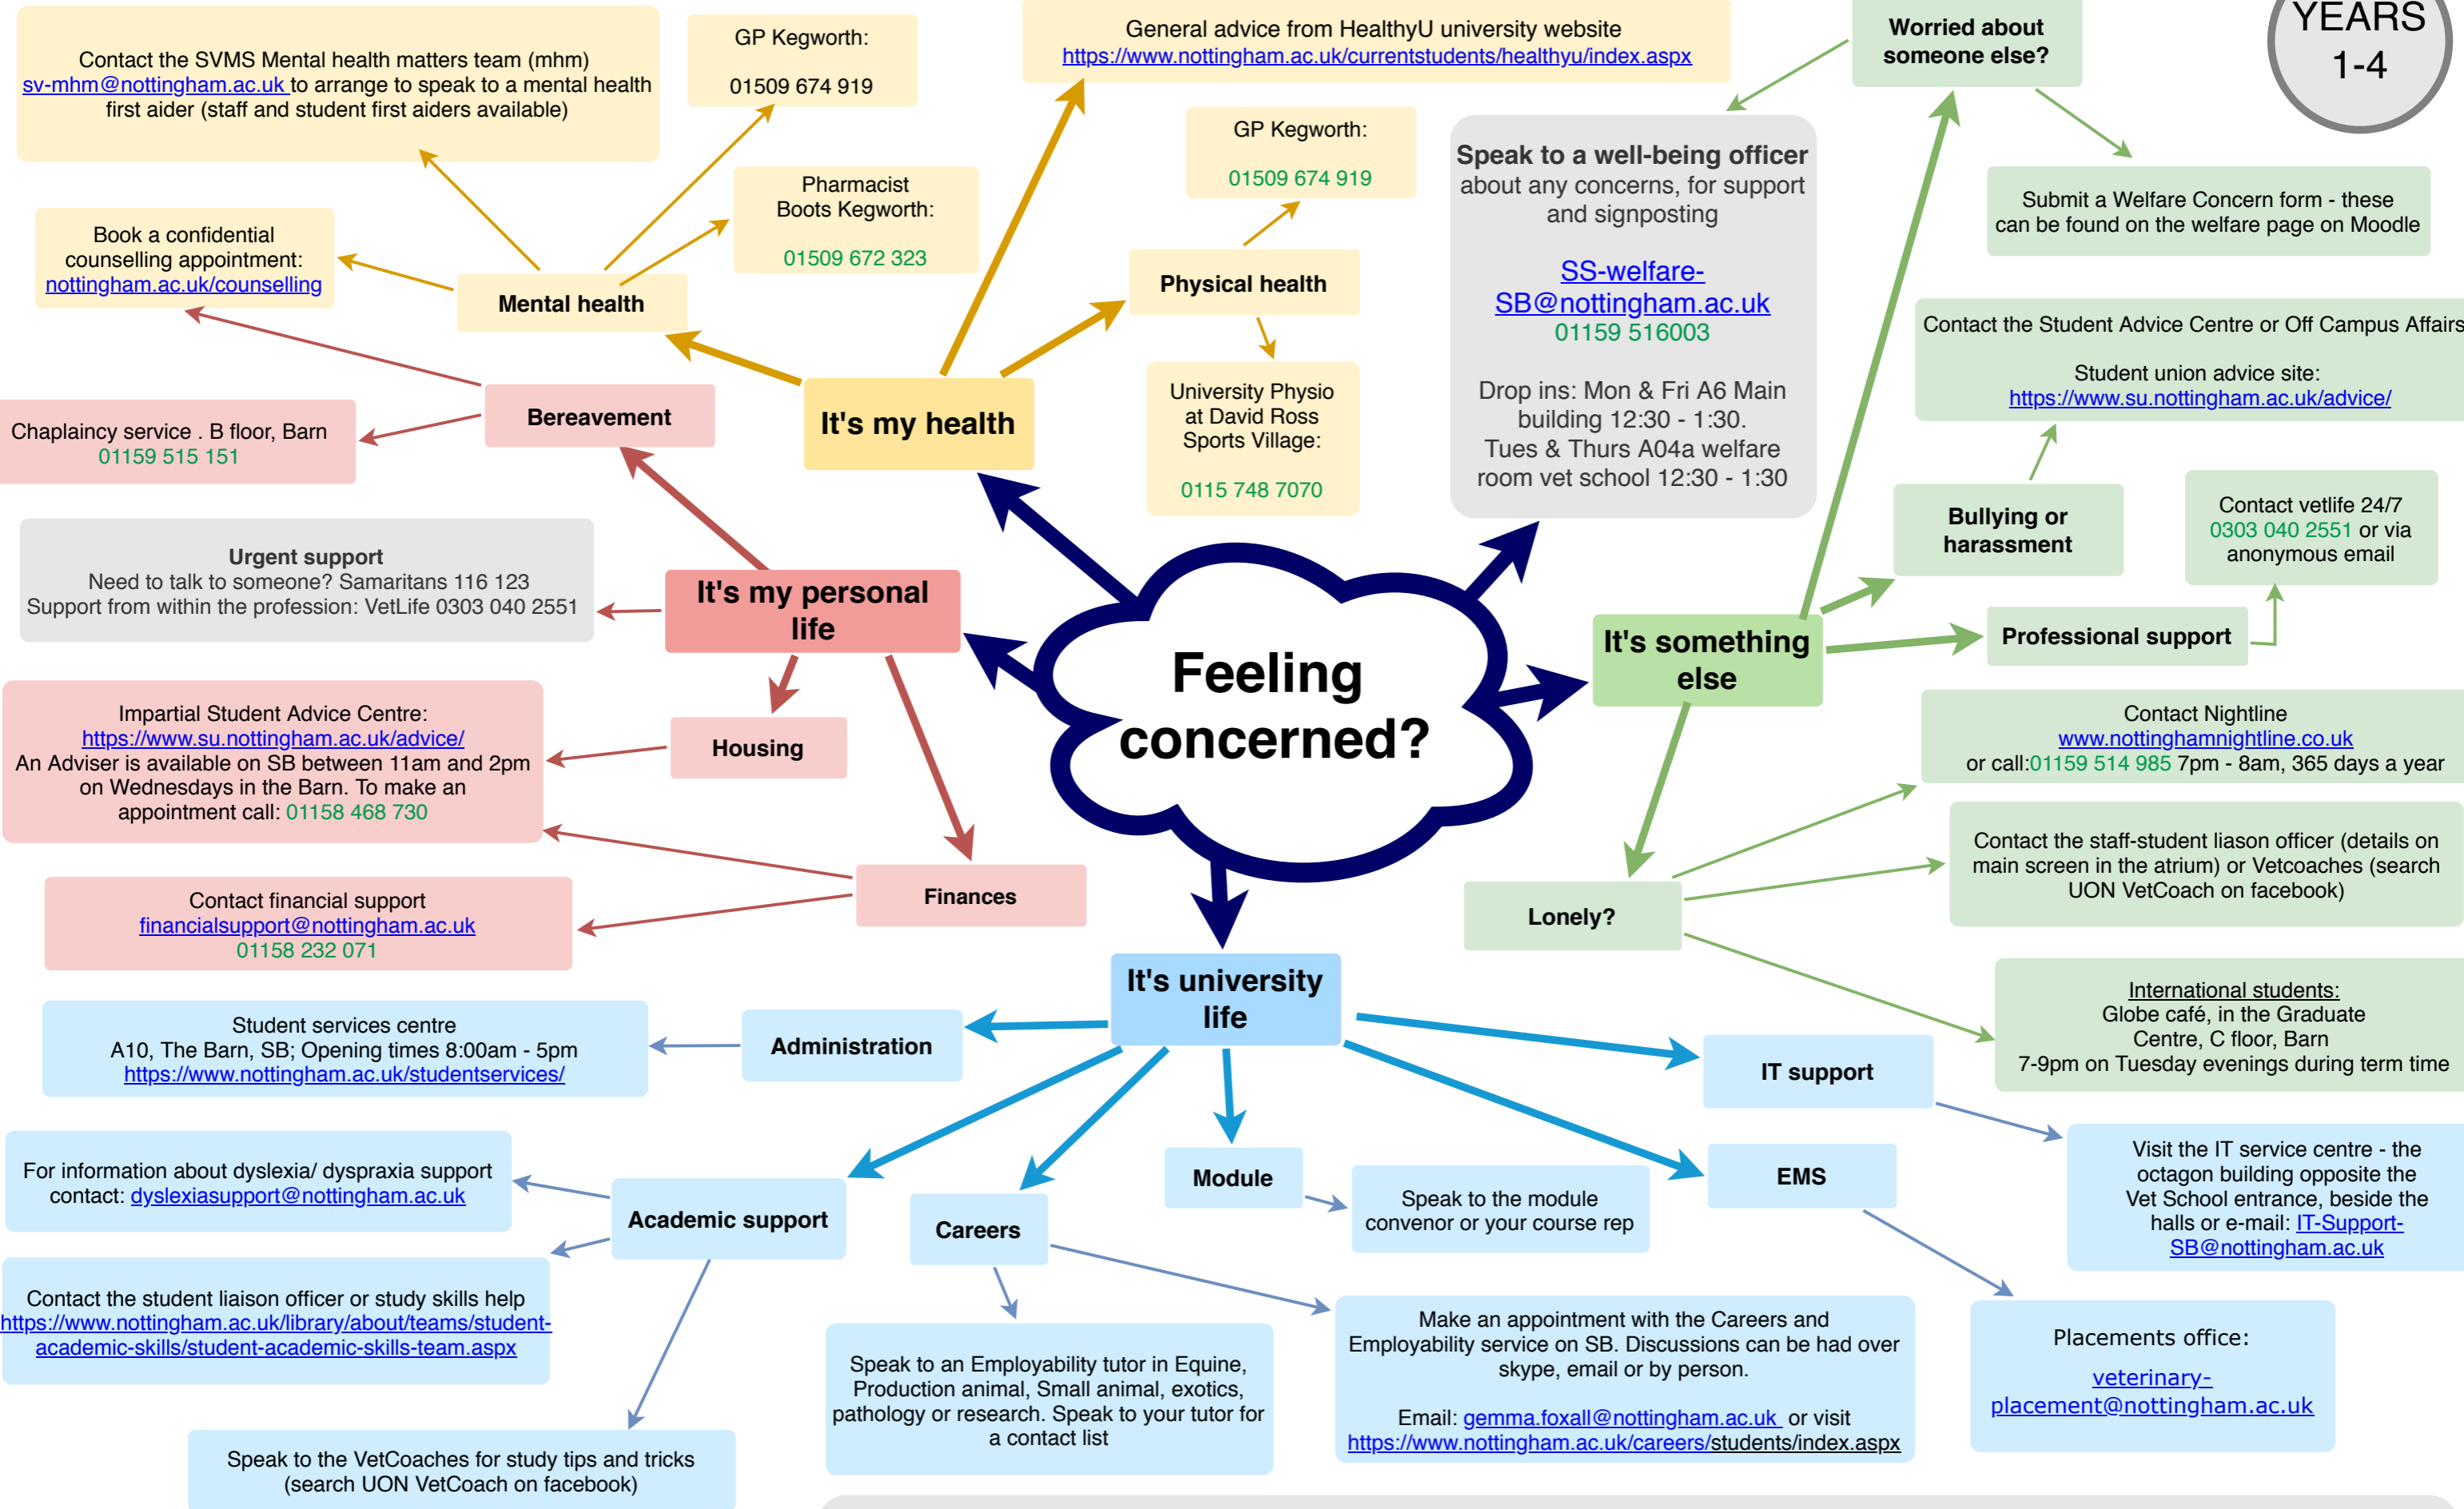 YEARS
1-4
Contact the SVMS Mental health matters team (mhm)
sv-mhm@nottingham.ac.uk to arrange to speak to a mental health
first aider (staff and student first aiders available)
GP Kegworth:
01509 674 919
General advice from HealthyU university website
https://www.nottingham.ac.uk/currentstudents/healthyu/index.aspx
Worried about
someone else?
Book a confidential
counselling appointment:
nottingham.ac.uk/counselling
Pharmacist
Boots Kegworth:
01509 672 323
Mental health
GP Kegworth:
01509 674 919
Physical health
University Physio
at David Ross
Sports Village:
0115 748 7070
Speak to a well-being officer
about any concerns, for support
and signposting
SS-welfare-
SB@nottingham.ac.uk
01159 516003
Drop ins: Mon & Fri A6 Main
building 12:30 - 1:30.
Tues & Thurs A04a welfare
room vet school 12:30 - 1:30
Submit a Welfare Concern form - these
can be found on the welfare page on Moodle
Contact the Student Advice Centre or Off Campus Affairs
Student union advice site:
https://www.su.nottingham.ac.uk/advice/
Bereavement
It's my health
Chaplaincy service . B floor, Barn
01159 515 151
Bullying or
harassment
Contact vetlife 24/7
0303 040 2551 or via
anonymous email
Urgent support
Need to talk to someone? Samaritans 116 123
Support from within the profession: VetLife 0303 040 2551
It's my personal
life
Feeling
concerned?
It's something
else
Professional support
Impartial Student Advice Centre:
https://www.su.nottingham.ac.uk/advice/
An Adviser is available on SB between 11am and 2pm
on Wednesdays in the Barn. To make an
appointment call: 01158 468 730
Housing
Contact Nightline
www.nottinghamnightline.co.uk
or call:01159 514 985 7pm - 8am, 365 days a year
Contact the staff-student liason officer (details on
main screen in the atrium) or Vetcoaches (search
UON VetCoach on facebook)
Contact financial support
financialsupport@nottingham.ac.uk
01158 232 071
Finances
Lonely?
International students:
Globe café, in the Graduate
Centre, C floor, Barn
7-9pm on Tuesday evenings during term time
It's university
life
Student services centre
A10, The Barn, SB; Opening times 8:00am - 5pm
https://www.nottingham.ac.uk/studentservices/
Administration
IT support
Visit the IT service centre - the
octagon building opposite the
Vet School entrance, beside the
halls or e-mail: IT-Support-
SB@nottingham.ac.uk
For information about dyslexia/ dyspraxia support
contact: dyslexiasupport@nottingham.ac.uk
Academic support
Careers
Module
Speak to the module
convenor or your course rep
EMS
Contact the student liaison officer or study skills help
https://www.nottingham.ac.uk/library/about/teams/student-
academic-skills/student-academic-skills-team.aspx
Speak to an Employability tutor in Equine,
Production animal, Small animal, exotics,
pathology or research. Speak to your tutor for
a contact list
Make an appointment with the Careers and
Employability service on SB. Discussions can be had over
skype, email or by person.
Email: gemma.foxall@nottingham.ac.uk or visit
https://www.nottingham.ac.uk/careers/students/index.aspx
Placements office:
veterinary-
placement@nottingham.ac.uk
Speak to the VetCoaches for study tips and tricks
(search UON VetCoach on facebook)